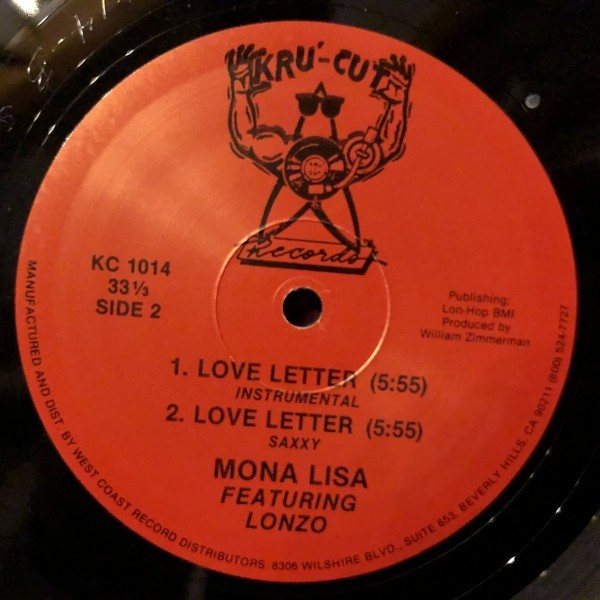 KRU'-CUT
Records
KC 1014
33 1/3
SIDE 2
Publishing:
Lon-Hop BMI
Produced by
William Zimmerman
1. LOVE LETTER (5:55)
INSTRUMENTAL
2. LOVE LETTER (5:55)
SAXXY
MONA LISA
FEATURING
LONZO
MANUFACTURED AND DIST. BY WEST COAST RECORD DISTRIBUTORS 8306 WILSHIRE BLVD., SUITE 853, BEVERLY HILLS, CA 90211 (800) 524-7727